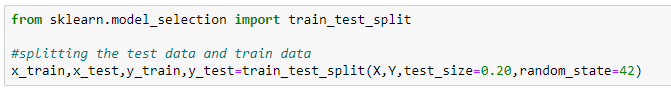 from sklearn.model_selection import train_test_split
#splitting the test data and train data
x_train,x_test,y_train,y_test=train_test_split(X,Y,test_size=0.20,random_state=42)